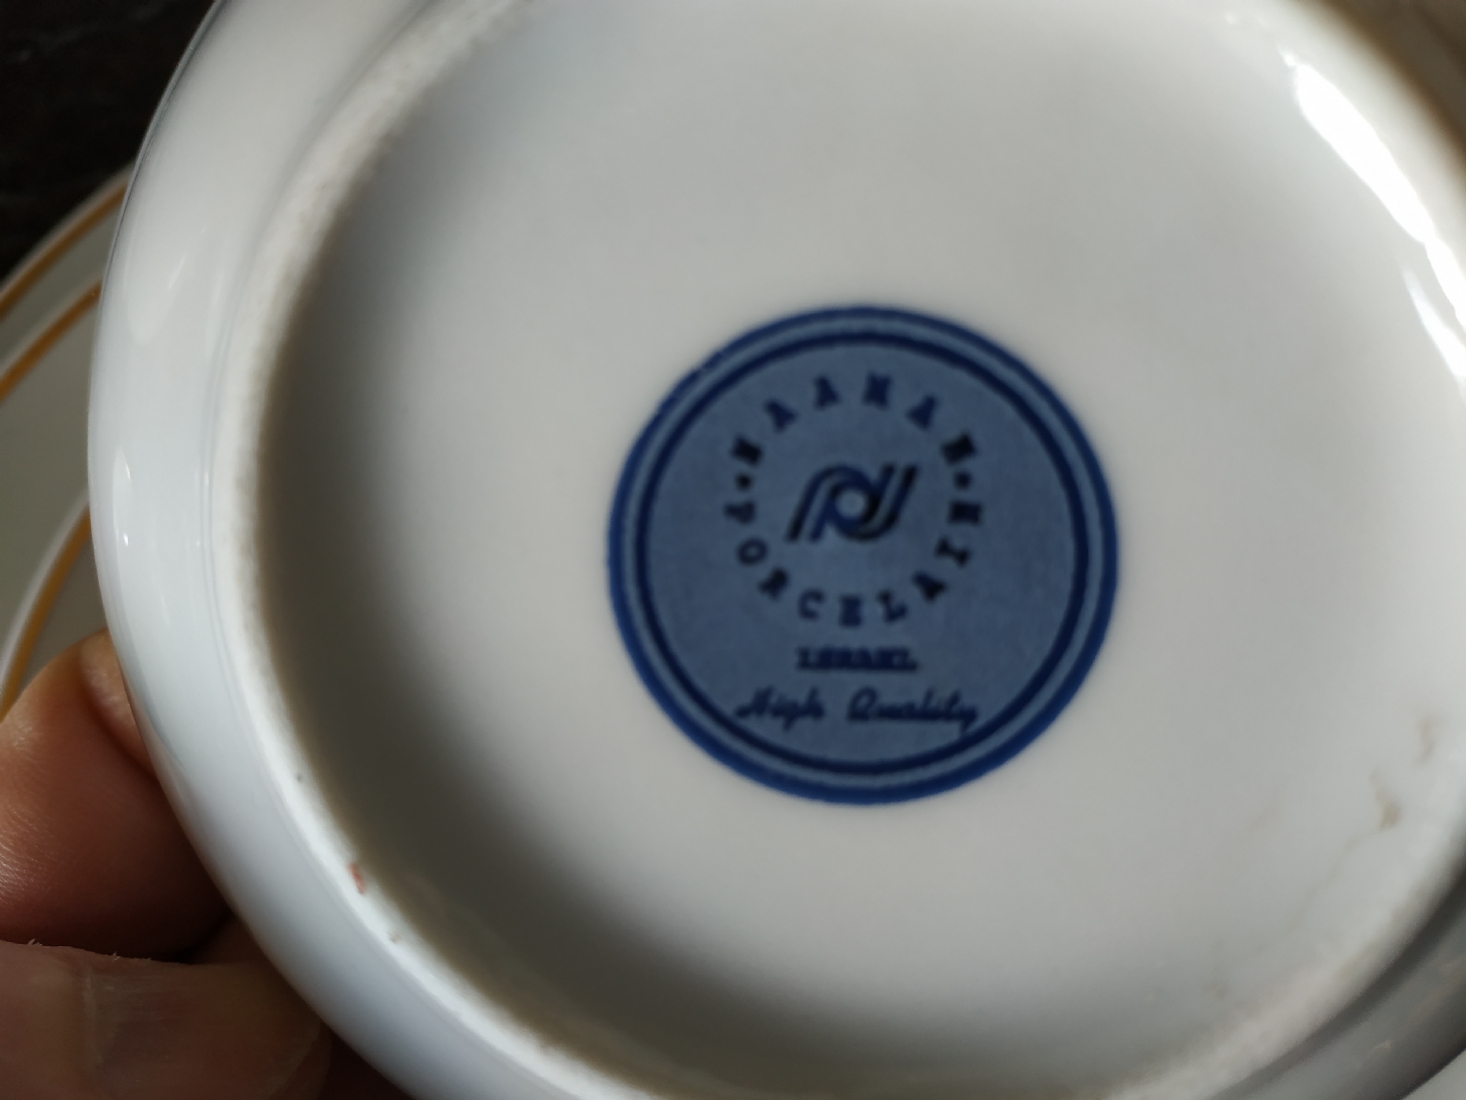 NAAMAN
PORCELAIN
ISRAEL
High Quality